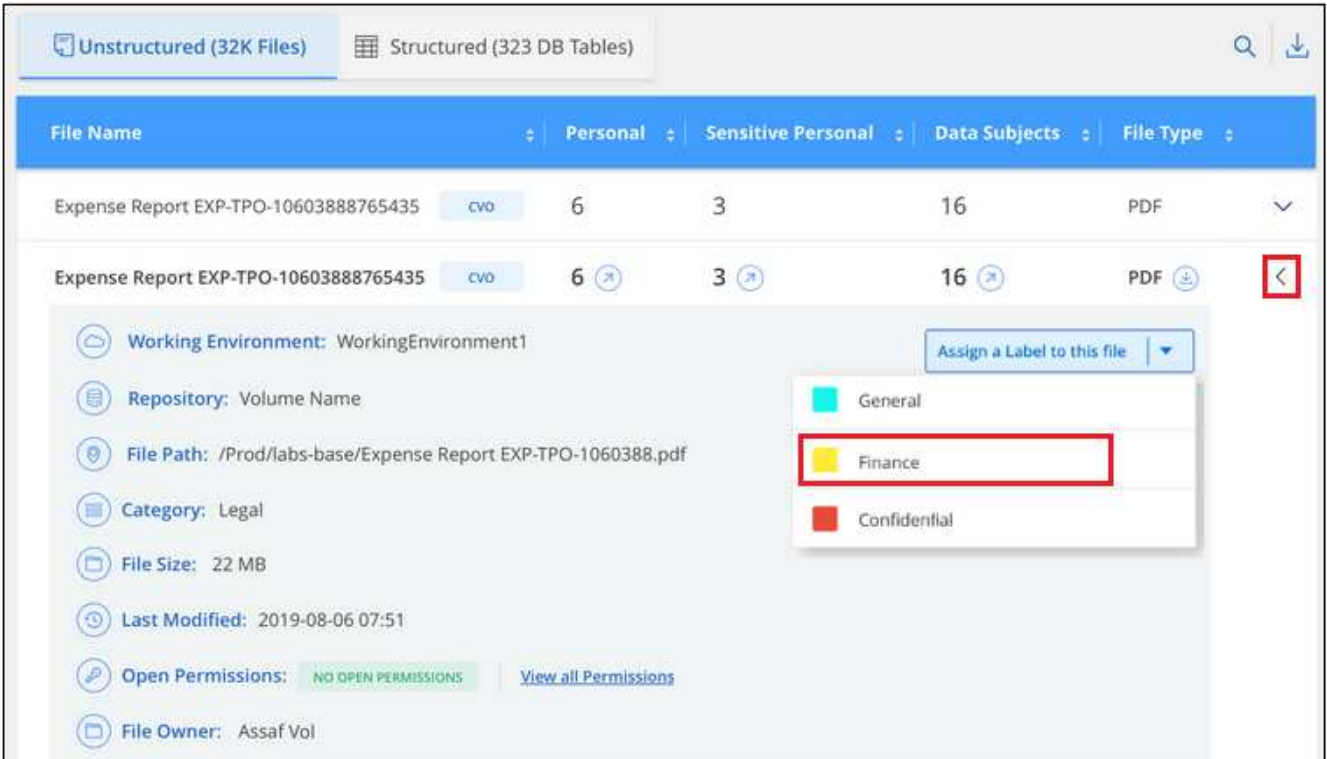 Unstructured (32K Files) Structured (323 DB Tables)
File Name Personal Sensitive Personal Data Subjects File Type
Expense Report EXP-TPO-10603888765435 CVO 6 3 16 PDF
Expense Report EXP-TPO-10603888765435 CVO 6 3 16 PDF
Working Environment: WorkingEnvironment1 Assign a Label to this file
General
Repository: Volume Name
File Path: /Prod/labs-base/Expense Report EXP-TPO-1060388.pdf
Finance
Category: Legal
Confidential
File Size: 22 MB
Last Modified: 2019-08-06 07:51
Open Permissions: NO OPEN PERMISSIONS View all Permissions
File Owner: Assaf Vol